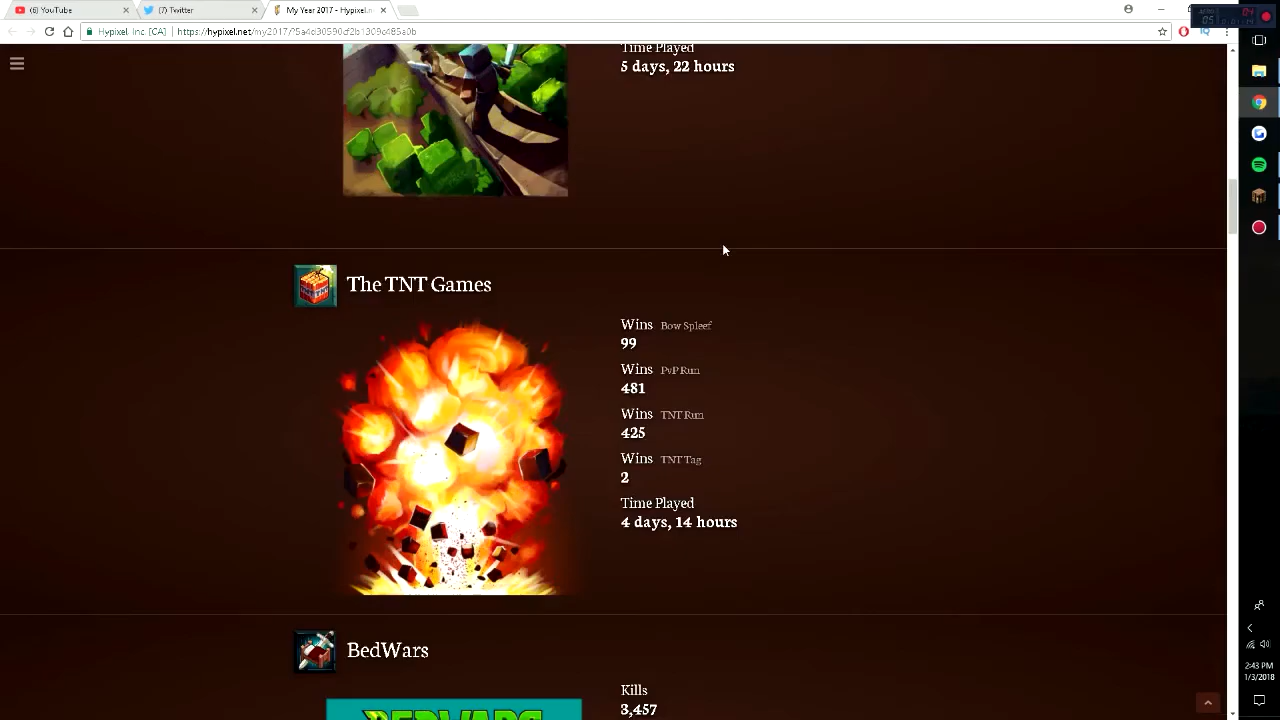 (6) YouTube
(7) Twitter
My Year 2017 - Hypixel.n
Hypixel, Inc [CA]
https://hypixel.net/my2017/
Time Played
5 days, 22 hours
The TNT Games
Wins Bow Spleef
99
Wins PvP Run
481
Wins TNT Run
425
Wins TNT Tag
2
Time Played
4 days, 14 hours
BedWars
Kills
3,457
BEDWARS
2:43 PM
1/3/2018